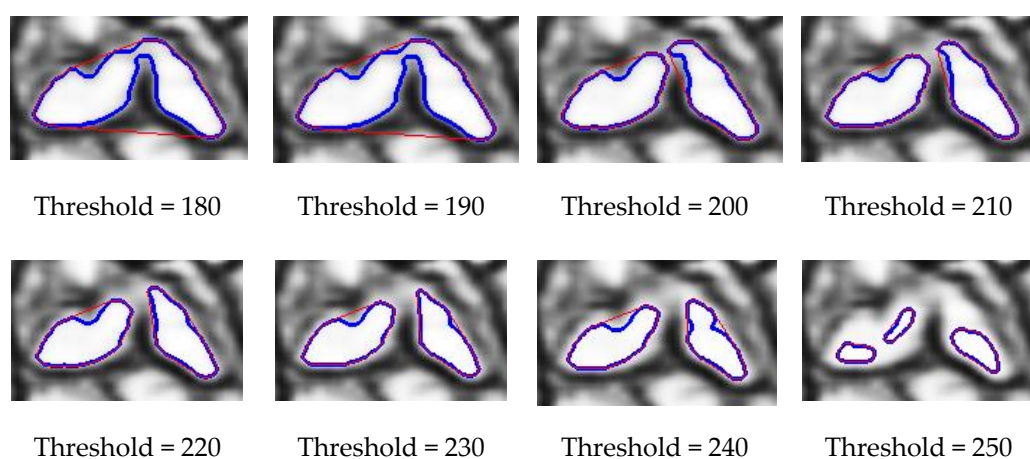 Threshold = 180 Threshold = 190 Threshold = 200 Threshold = 210
Threshold = 220 Threshold = 230 Threshold = 240 Threshold = 250